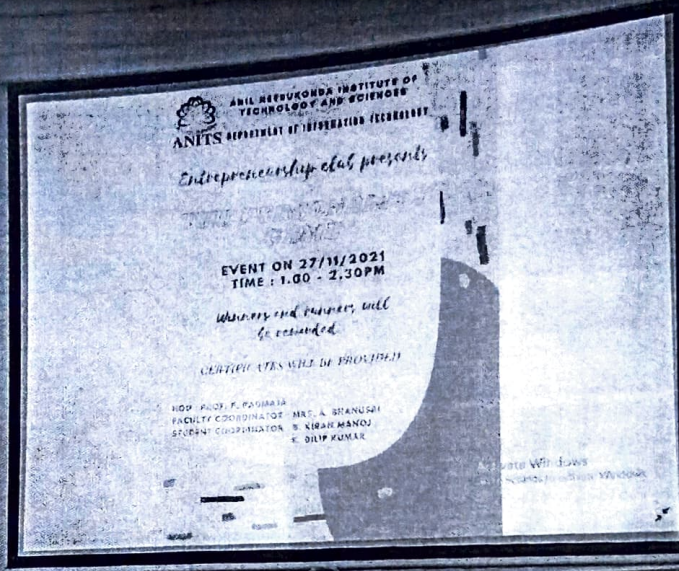 ANIL NEERUKONDA INSTITUTE OF
TECHNOLOGY AND SCIENCES
ANITS DEPARTMENT OF INFORMATION TECHNOLOGY
Entrepreneurship club presents
EVENT ON 27/11/2021
TIME : 1.00 - 2.30PM
Winners and runners will
be rewarded
CERTIFICATES WILL BE PROVIDED
HOD : PROF. P. PADMAJA
FACULTY COORDINATOR MRS. A. BHANUSRI
STUDENT COORDINATOR B. KIRAN MANOJ
K. DILIP KUMAR
Activate Windows
Windows